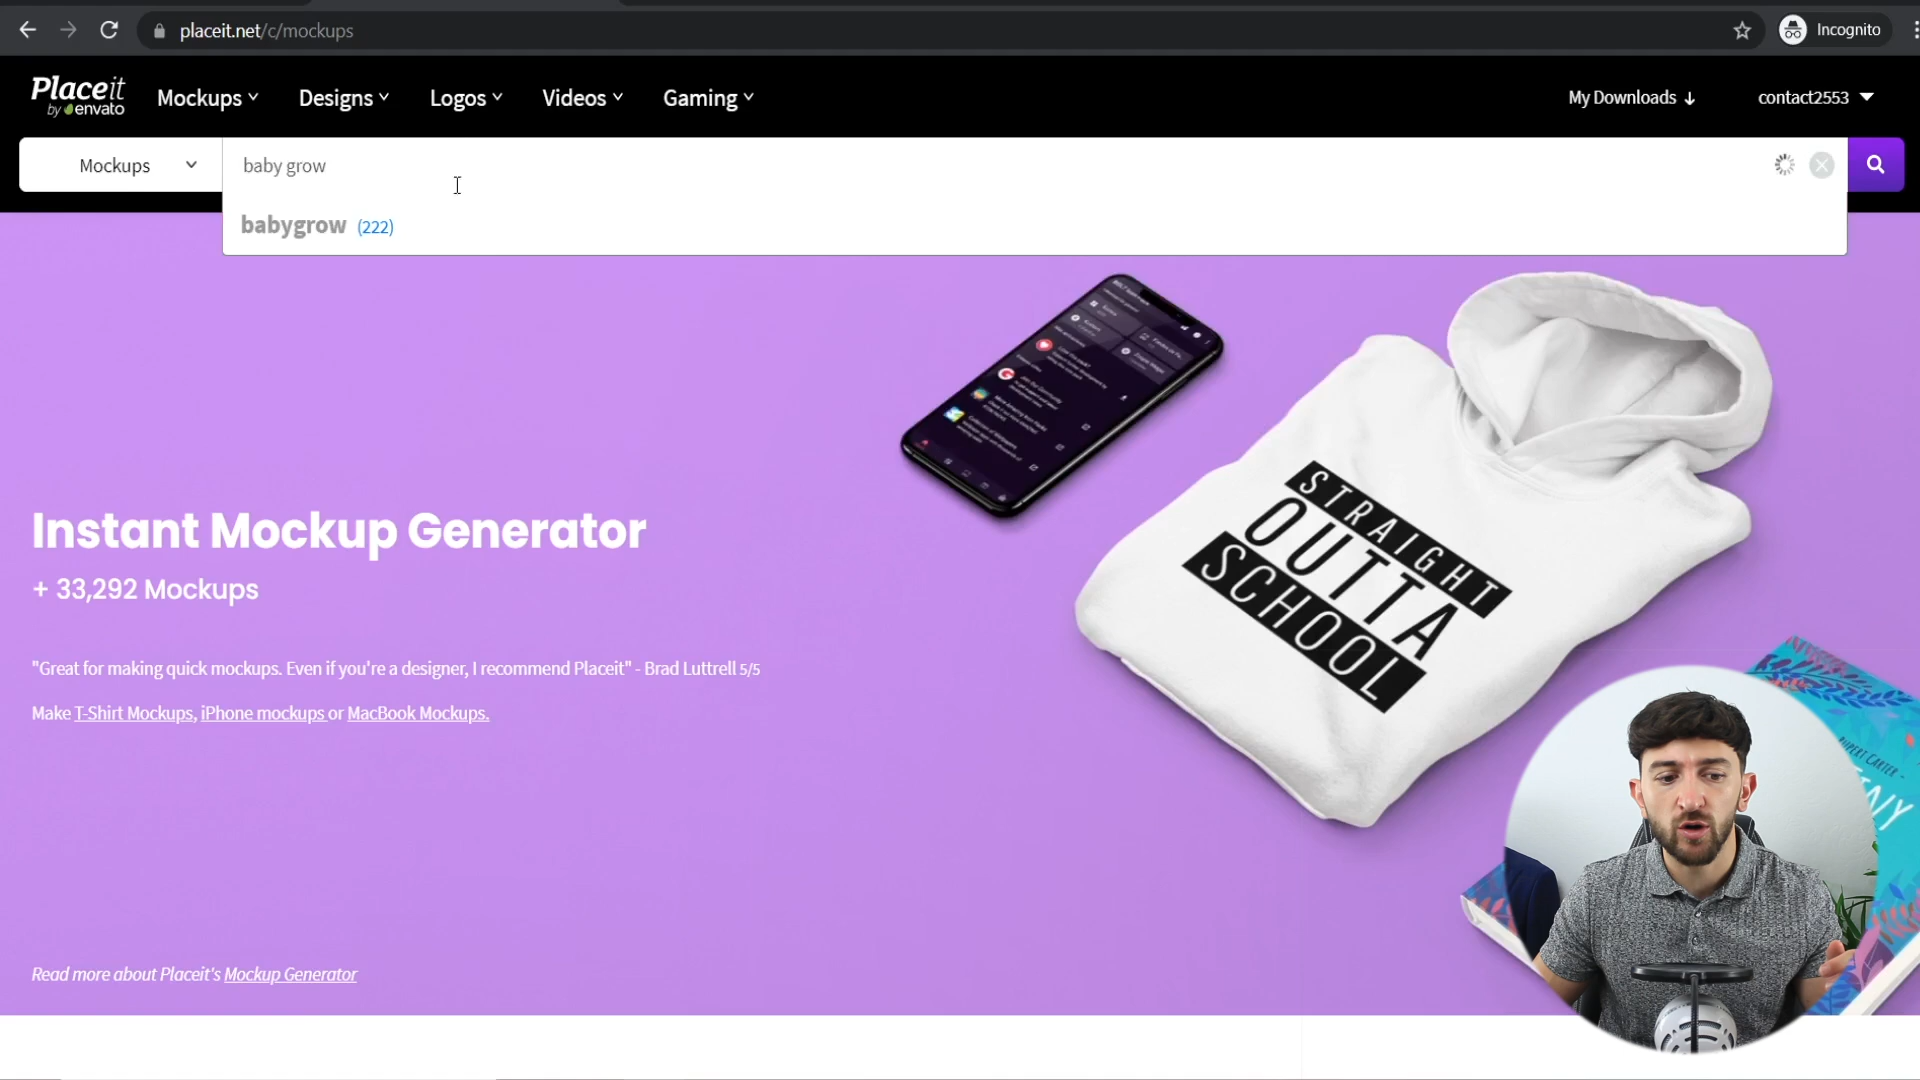 placeit.net/c/mockups
Incognito
Placeit
by envato
Mockups
Designs
Logos
Videos
Gaming
My Downloads
contact2553
Mockups
baby grow
babygrow (222)
STRAIGHT
OUTTA
SCHOOL
Instant Mockup Generator
+ 33,292 Mockups
"Great for making quick mockups. Even if you're a designer, I recommend Placeit" - Brad Luttrell 5/5
Make T-Shirt Mockups, iPhone mockups or MacBook Mockups.
RUPERT CARTER
Read more about Placeit's Mockup Generator